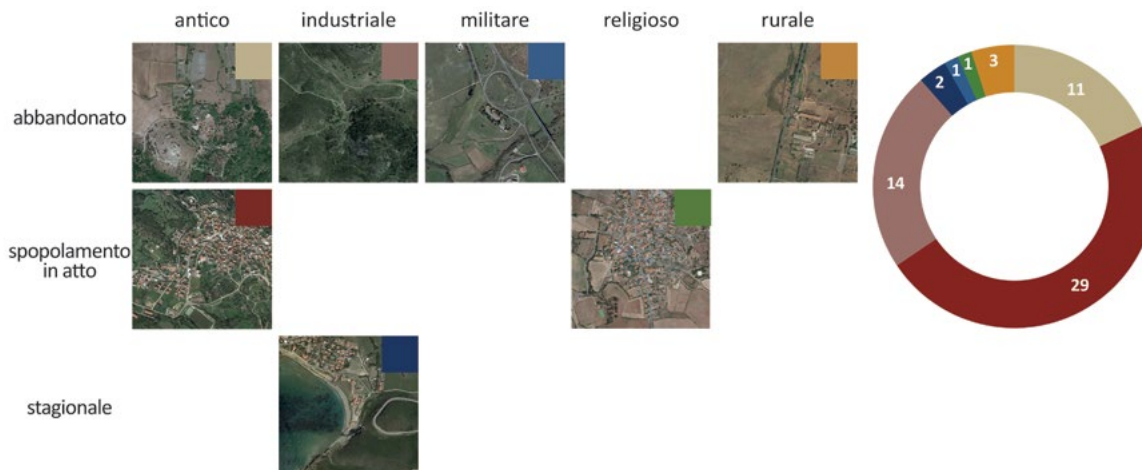 antico industriale militare religioso rurale
abbandonato
spopolamento
in atto
stagionale
11
29
14
2
1
1
3